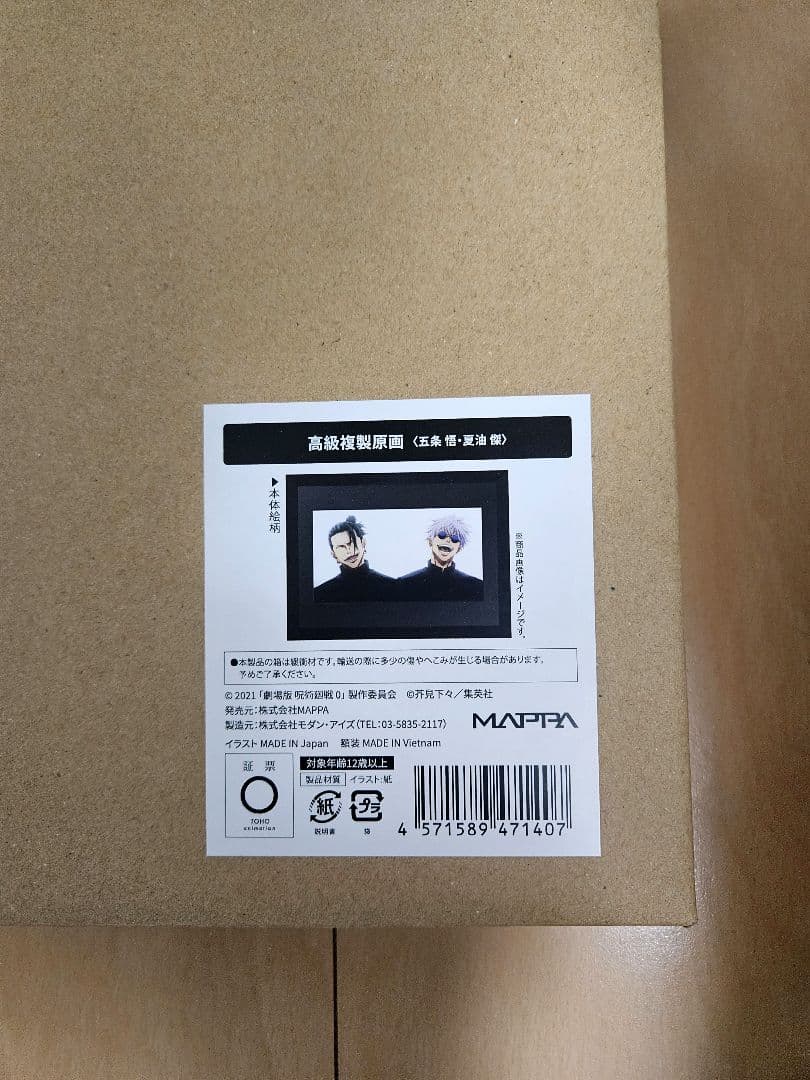 高級複製原画〈五条 悟・夏油 傑〉
▶本体絵柄
※商品画像はイメージです。
●本製品の箱は緩衝材です。輸送の際に多少の傷やへこみが生じる場合があります。
予めご了承ください。
© 2021「劇場版 呪術廻戦 0」製作委員会 ©芥見下々／集英社
発売元：株式会社MAPPA
製造元：株式会社モダン・アイズ（TEL：03-5835-2117）
MAPPA
イラスト MADE IN Japan 額装 MADE IN Vietnam
証票
TOHO
animation
対象年齢12歳以上
製品材質 イラスト：紙
紙
説明書
プラ
袋
4 571589 471407